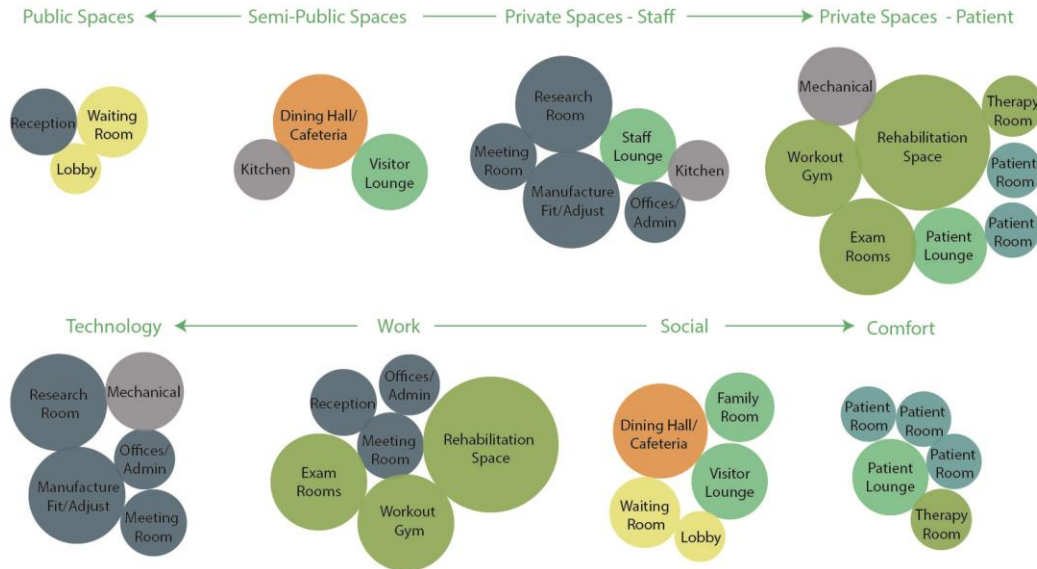 Public Spaces
Semi-Public Spaces
Private Spaces - Staff
Private Spaces - Patient
Reception
Waiting
Room
Lobby
Dining Hall/
Cafeteria
Kitchen
Visitor
Lounge
Research
Room
Meeting
Room
Staff
Lounge
Manufacture
Fit/Adjust
Kitchen
Offices/
Admin
Mechanical
Rehabilitation
Space
Therapy
Room
Workout
Gym
Patient
Room
Exam
Rooms
Patient
Lounge
Patient
Room
Technology
Work
Social
Comfort
Research
Room
Mechanical
Offices/
Admin
Manufacture
Fit/Adjust
Meeting
Room
Offices/
Admin
Reception
Meeting
Room
Rehabilitation
Space
Exam
Rooms
Workout
Gym
Family
Room
Dining Hall/
Cafeteria
Visitor
Lounge
Waiting
Room
Lobby
Patient
Room
Patient
Room
Patient
Room
Patient
Lounge
Therapy
Room